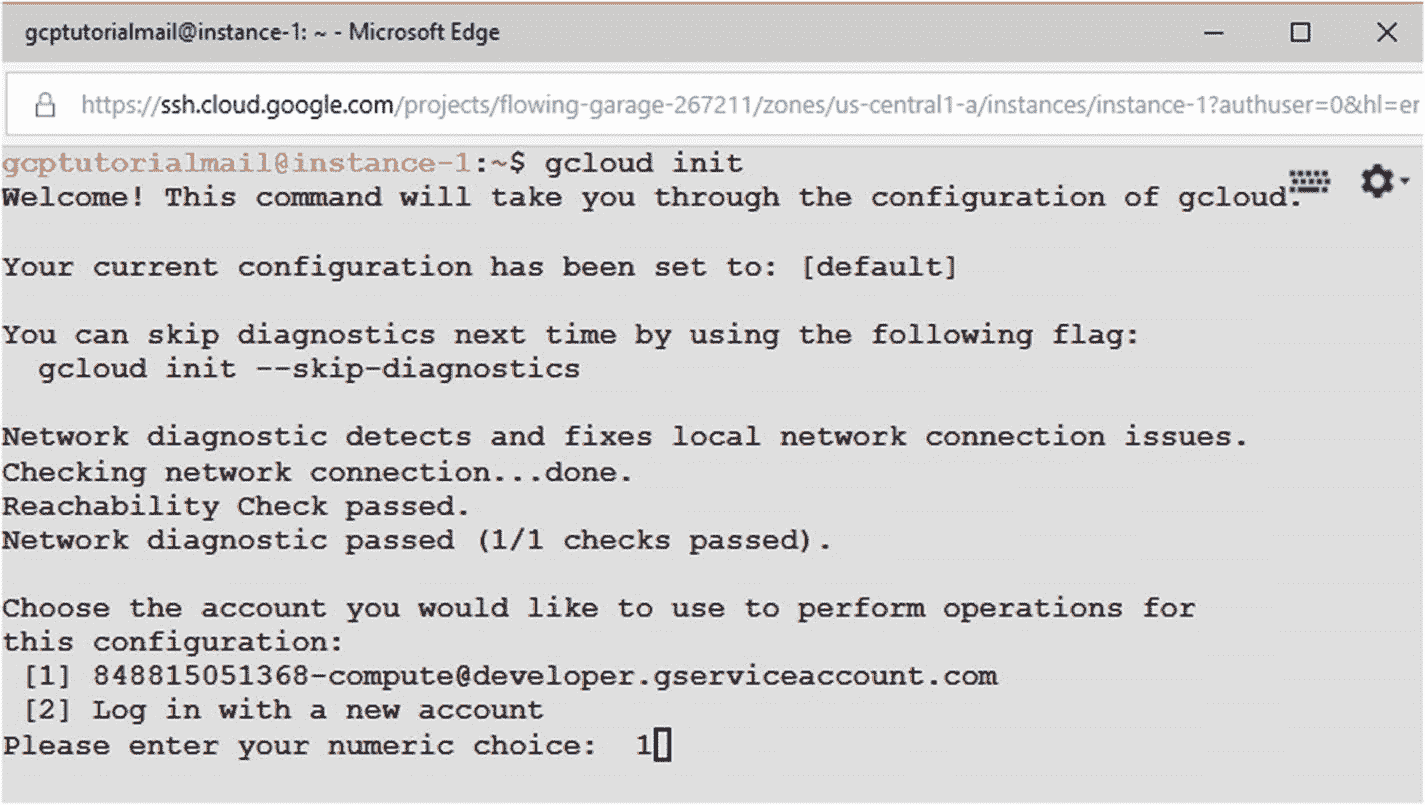 gcptutorialmail@instance-1: ~ - Microsoft Edge
https://ssh.cloud.google.com/projects/flowing-garage-267211/zones/us-central1-a/instances/instance-1?authuser=0&hl=en
gcptutorialmail@instance-1:~$ gcloud init
Welcome! This command will take you through the configuration of gcloud.
Your current configuration has been set to: [default]
You can skip diagnostics next time by using the following flag:
gcloud init --skip-diagnostics
Network diagnostic detects and fixes local network connection issues.
Checking network connection...done.
Reachability Check passed.
Network diagnostic passed (1/1 checks passed).
Choose the account you would like to use to perform operations for
this configuration:
[1] 848815051368-compute@developer.gserviceaccount.com
[2] Log in with a new account
Please enter your numeric choice:  1